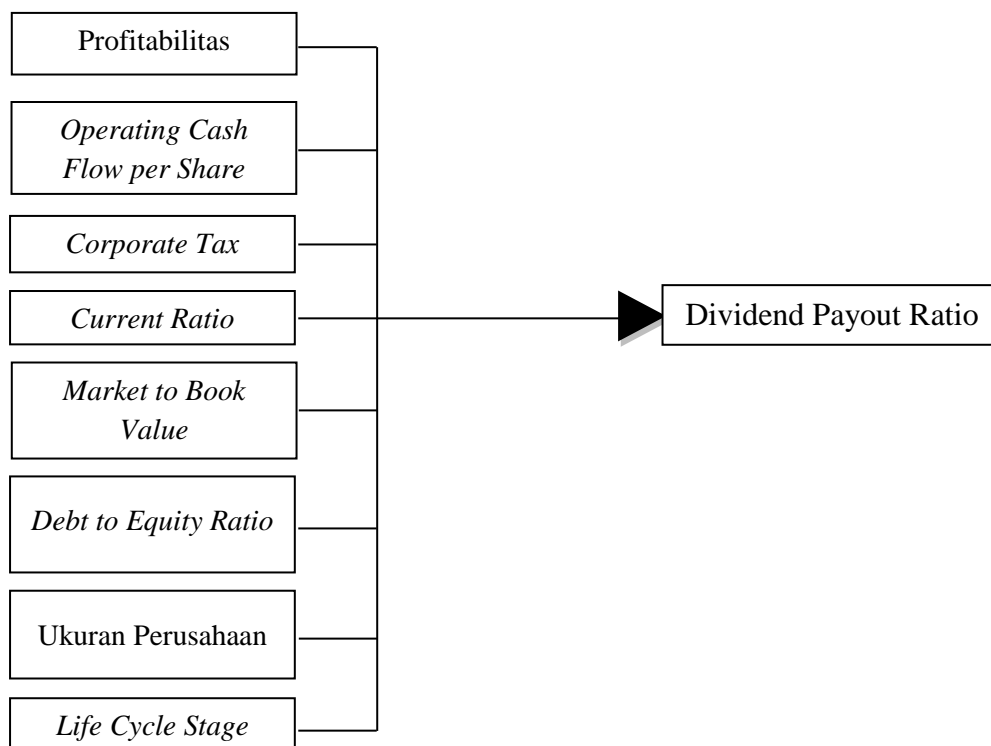 Profitabilitas
Operating Cash
Flow per Share
Corporate Tax
Current Ratio
Dividend Payout Ratio
Market to Book
Value
Debt to Equity Ratio
Ukuran Perusahaan
Life Cycle Stage